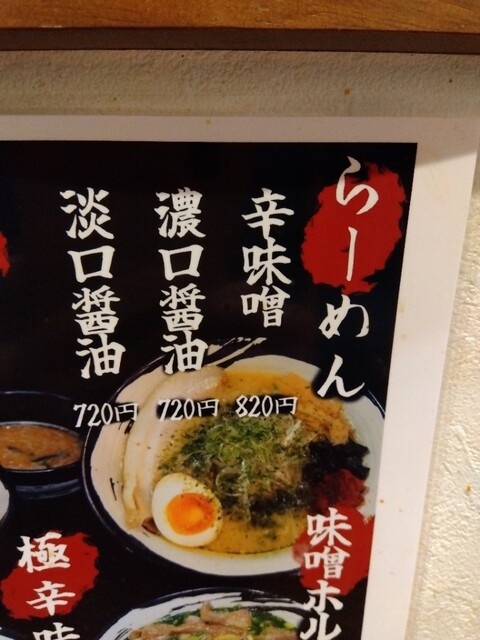 らーめん
辛味噌
820円
濃口醤油
720円
淡口醤油
720円
味噌ホル
極辛味